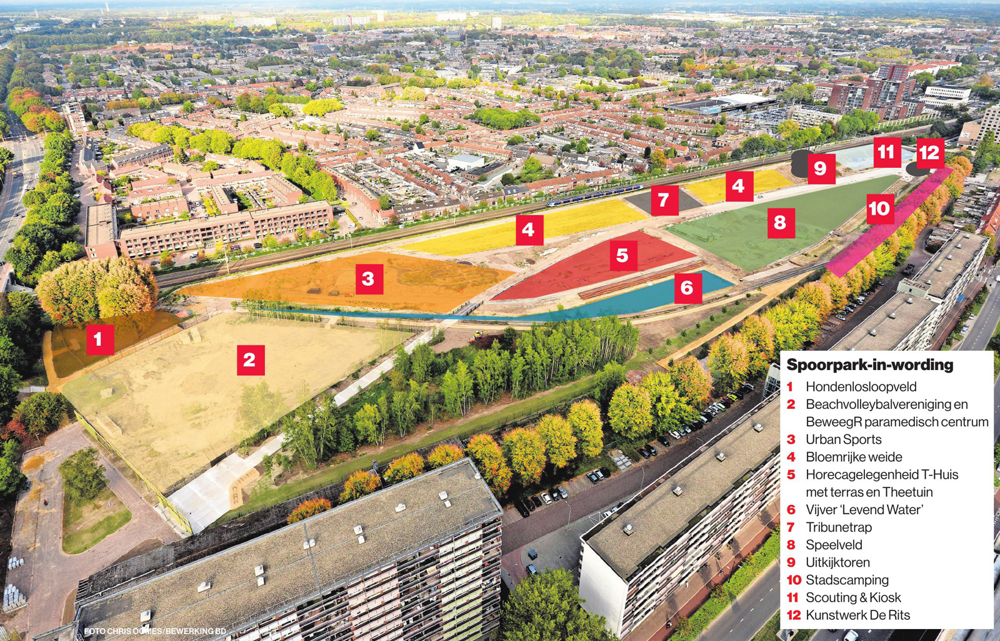 11
12
9
4
7
10
8
4
5
3
6
1
2
Spoorpark-in-wording
1 Hondenlosloopveld
2 Beachvolleybalvereniging en
BeweegR paramedisch centrum
3 Urban Sports
4 Bloemrijke weide
5 Horecagelegenheid T-Huis
met terras en Theetuin
6 Vijver ‘Levend Water’
7 Tribunetrap
8 Speelveld
9 Uitkijktoren
10 Stadscamping
11 Scouting & Kiosk
12 Kunstwerk De Rits
FOTO CHRIS OOMES/BEWERKING BD